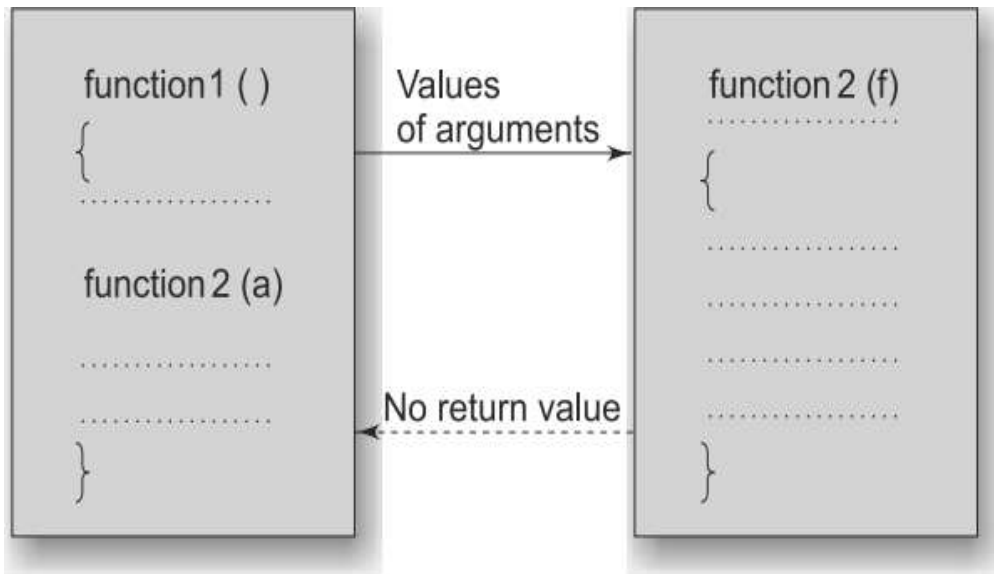 function1 ( )
{
..................
function2 (a)
..................
..................
}
Values
of arguments
No return value
function2 (f)
..................
{
..................
..................
..................
..................
}